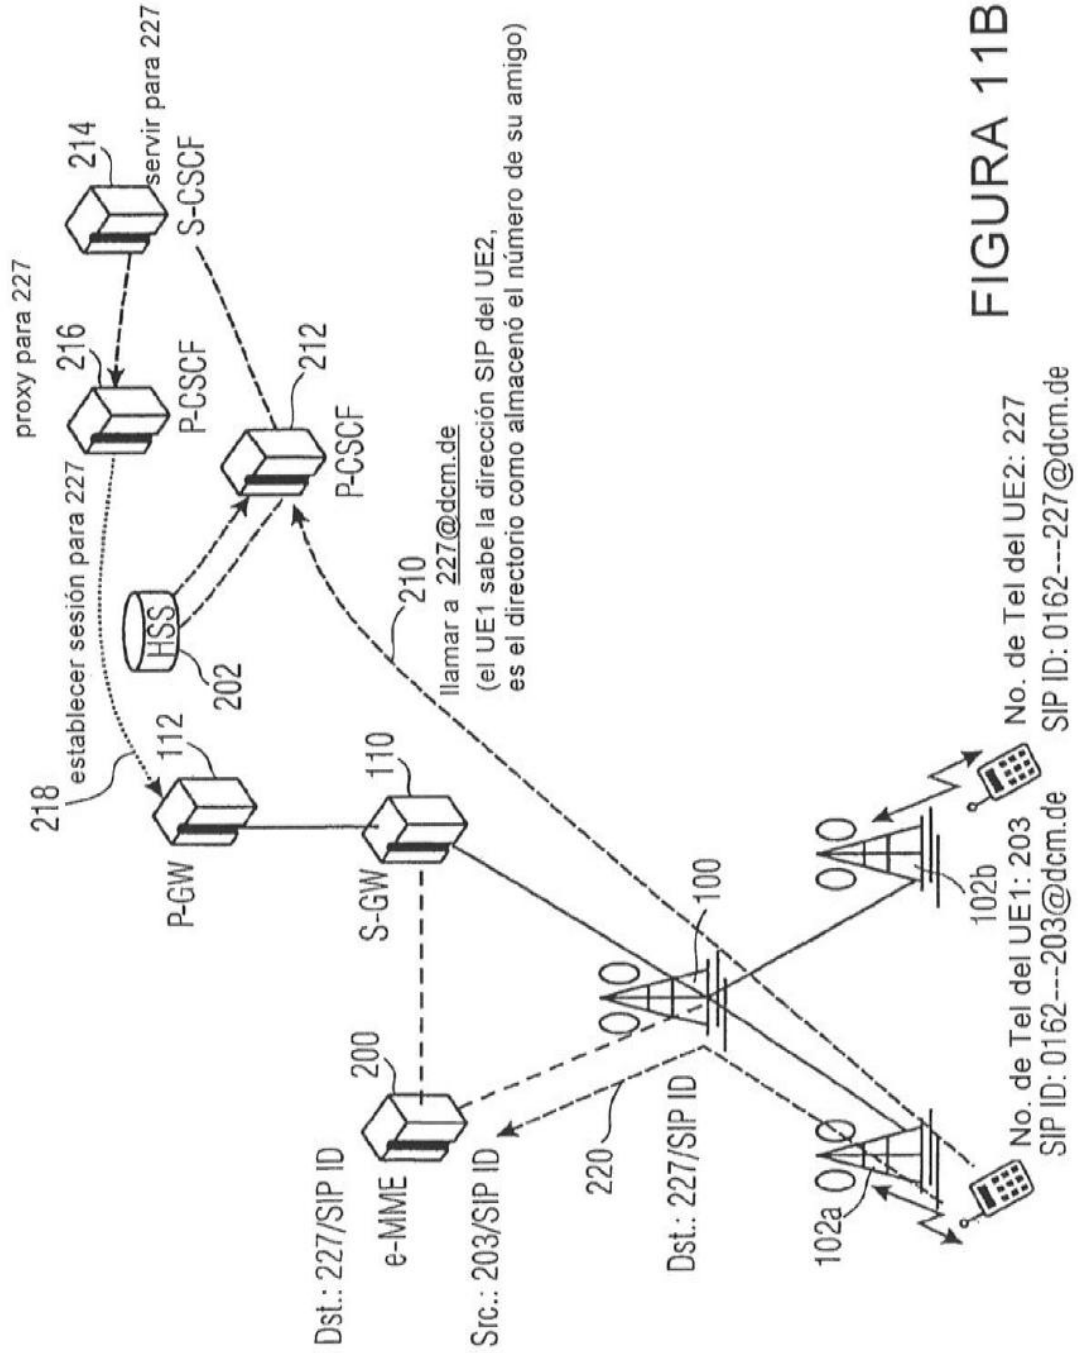 proxy para 227
216
P-CSCF
214
servir para 227
S-CSCF
218
establecer sesión para 227
P-GW
112
HSS
202
212
P-CSCF
S-GW
110
210
llamar a 227@dcm.de
(el UE1 sabe la dirección SIP del UE2,
es el directorio como almacenó el número de su amigo)
Dst.: 227/SIP ID
e-MME
200
Src.: 203/SIP ID
220
100
Dst.: 227/SIP ID
102a
102b
No. de Tel del UE1: 203
SIP ID: 0162---203@dcm.de
No. de Tel del UE2: 227
SIP ID: 0162---227@dcm.de
FIGURA 11B